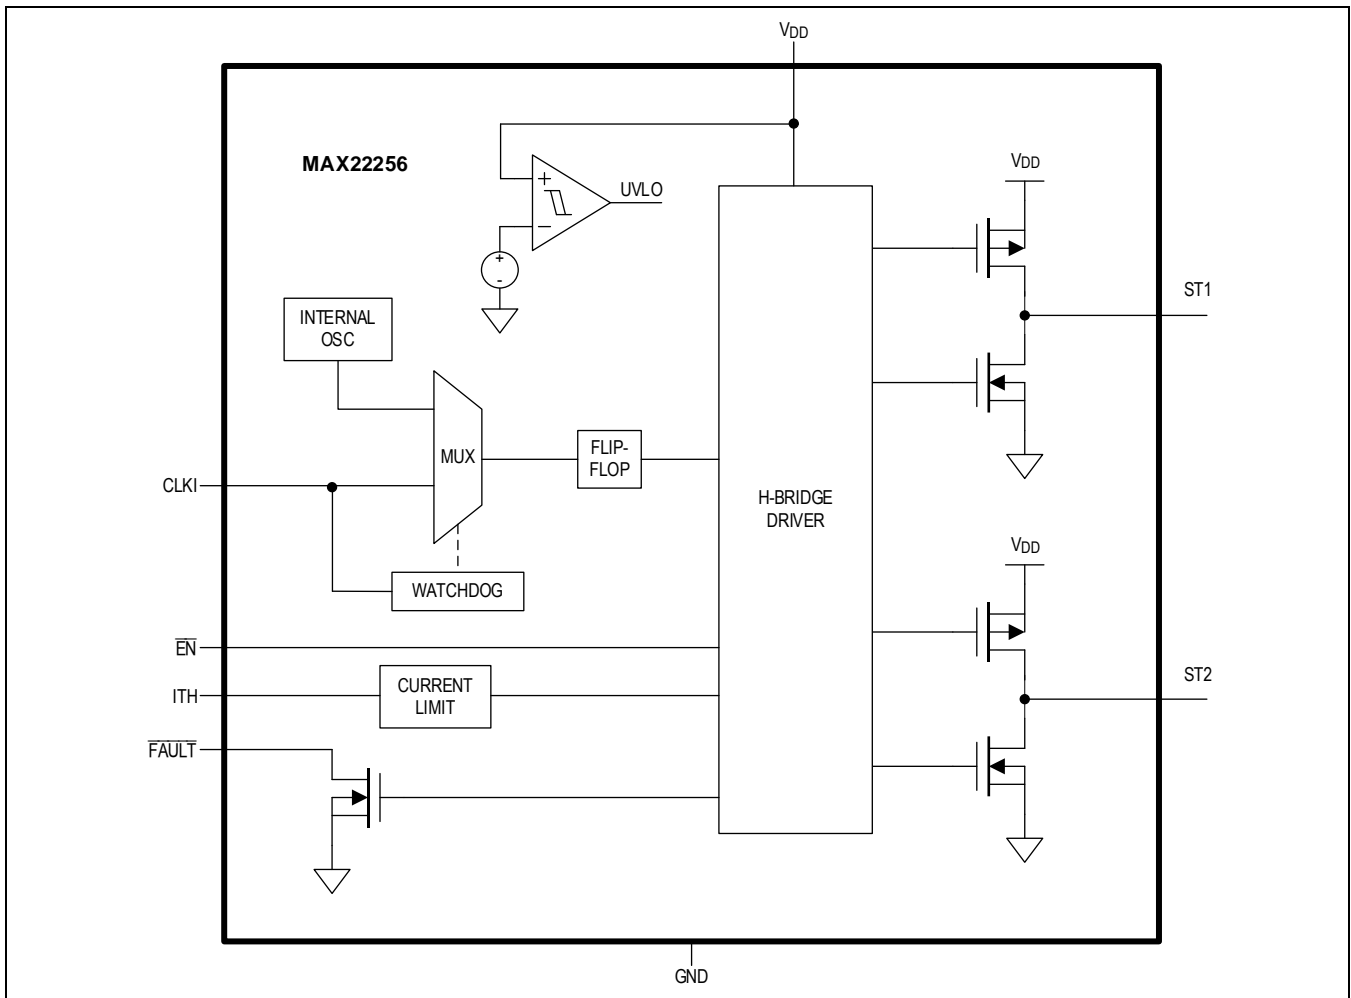 VDD
MAX22256
+
−
UVLO
+
-
VDD
ST1
INTERNAL
OSC
MUX
FLIP-
FLOP
CLKI
H-BRIDGE
DRIVER
WATCHDOG
VDD
EN
ITH
CURRENT
LIMIT
ST2
FAULT
GND